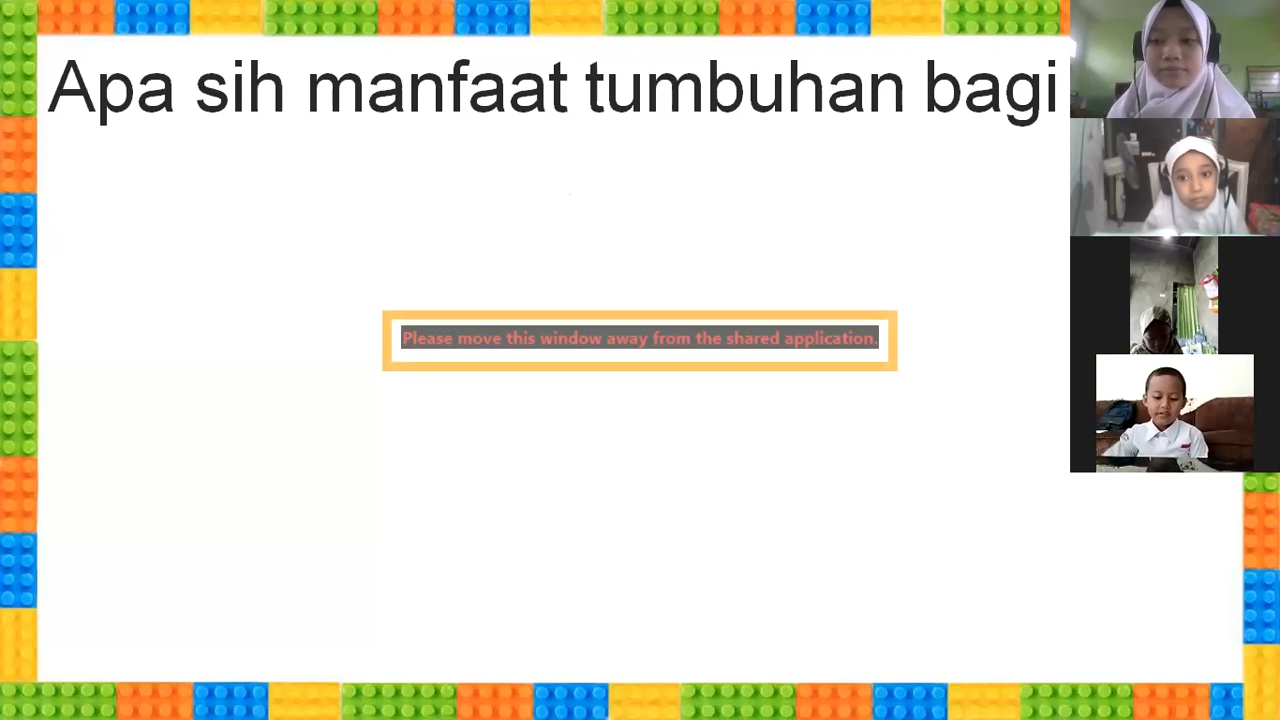 Apa sih manfaat tumbuhan bagi
Please move this window away from the shared application.